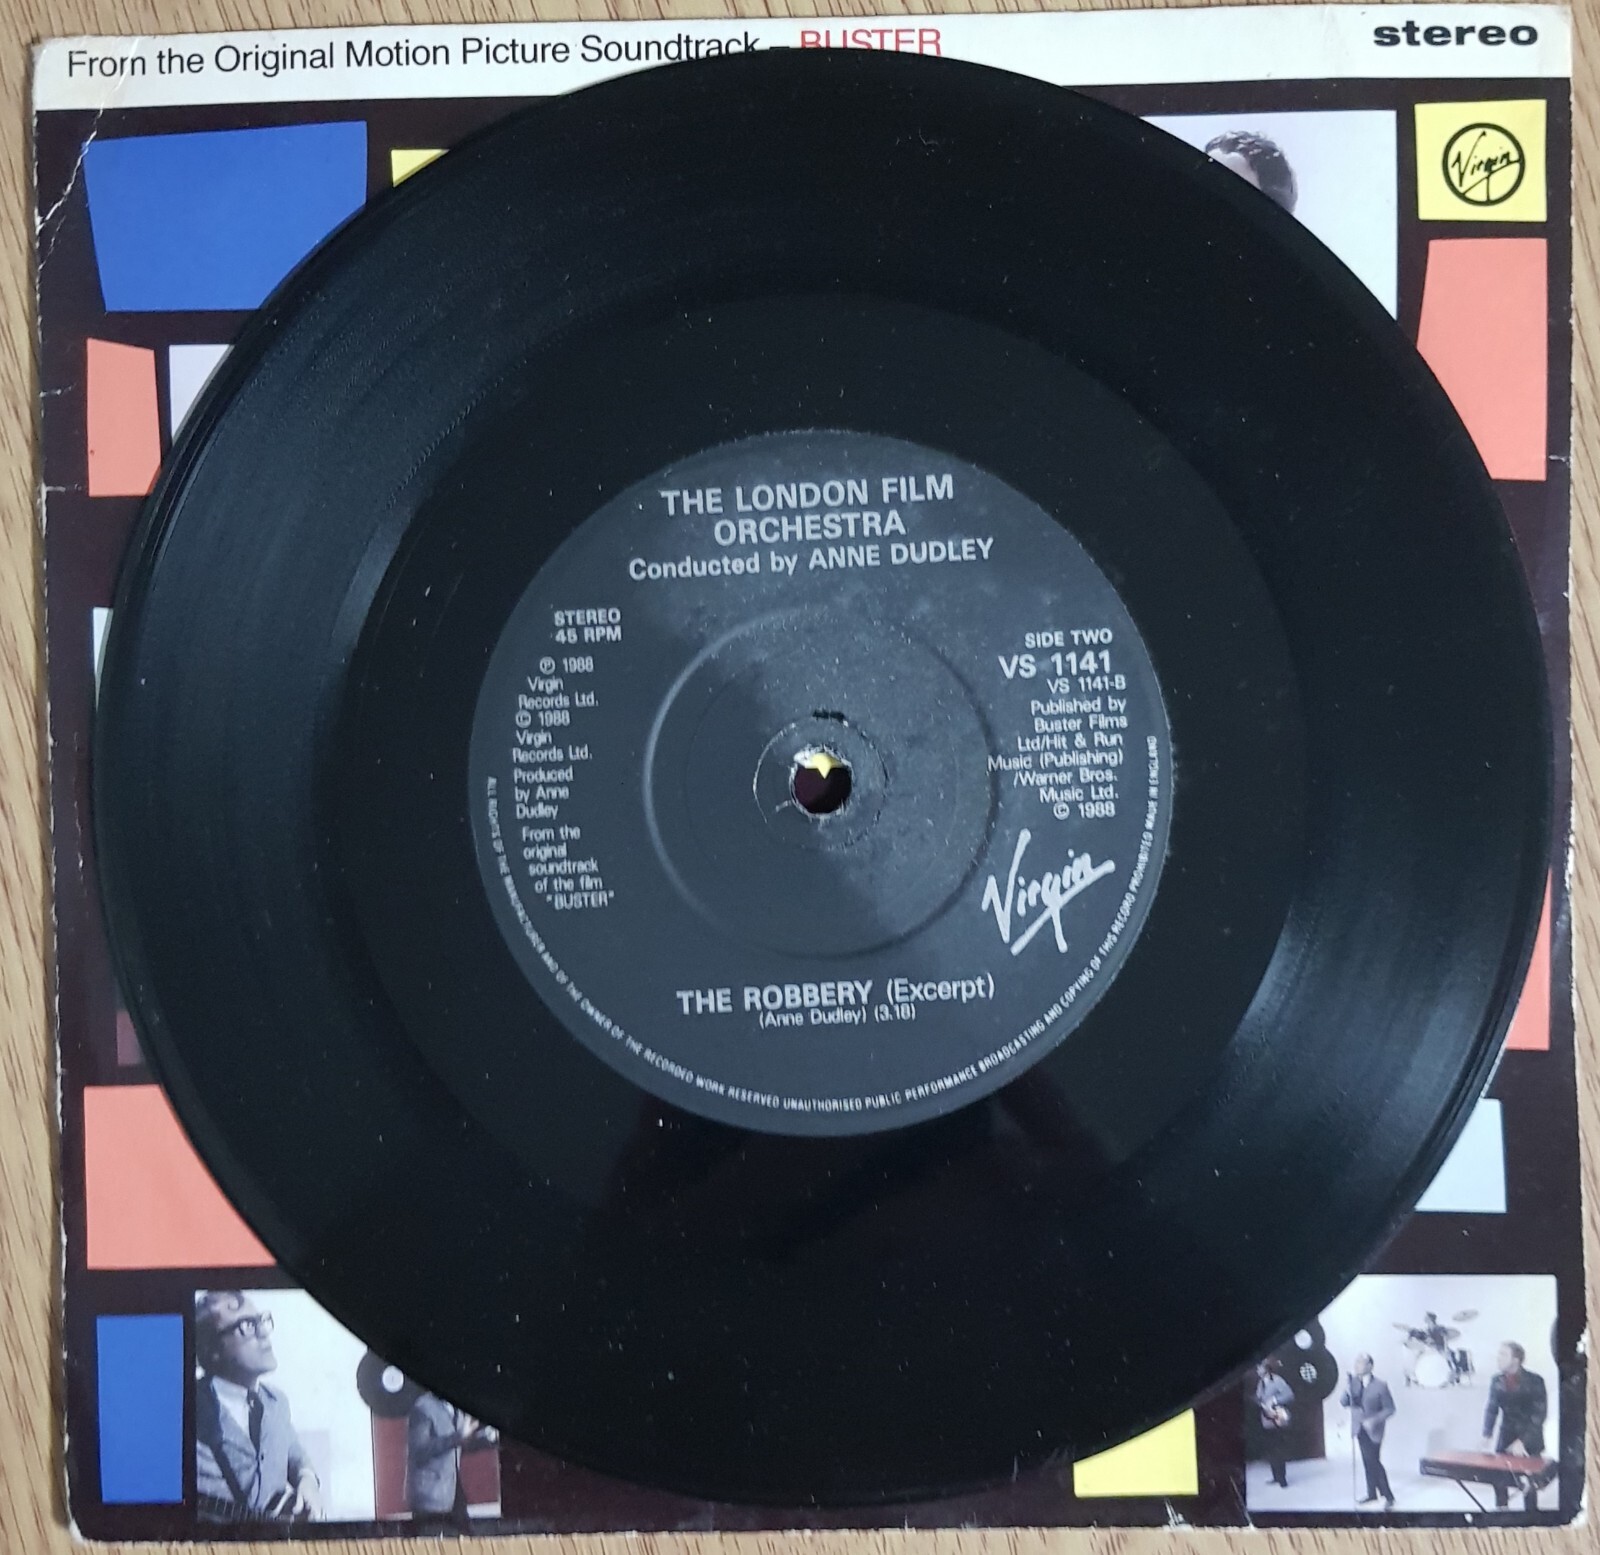 From the Original Motion Picture Soundtrack – BUSTER
stereo
Virgin
THE LONDON FILM
ORCHESTRA
Conducted by ANNE DUDLEY
STEREO
45 RPM
℗ 1988
Virgin
Records Ltd.
© 1988
Virgin
Records Ltd.
Produced
by Anne
Dudley
From the
original
soundtrack
of the film
"BUSTER"
SIDE TWO
VS 1141
VS 1141-B
Published by
Buster Films
Ltd/Hit & Run
Music (Publishing)
/Warner Bros.
Music Ltd.
© 1988
Virgin
THE ROBBERY (Excerpt)
(Anne Dudley) (3.18)
ALL RIGHTS OF THE MANUFACTURER AND OF THE OWNER OF THE RECORDED WORK RESERVED UNAUTHORISED PUBLIC PERFORMANCE BROADCASTING AND COPYING OF THIS RECORD PROHIBITED MADE IN ENGLAND